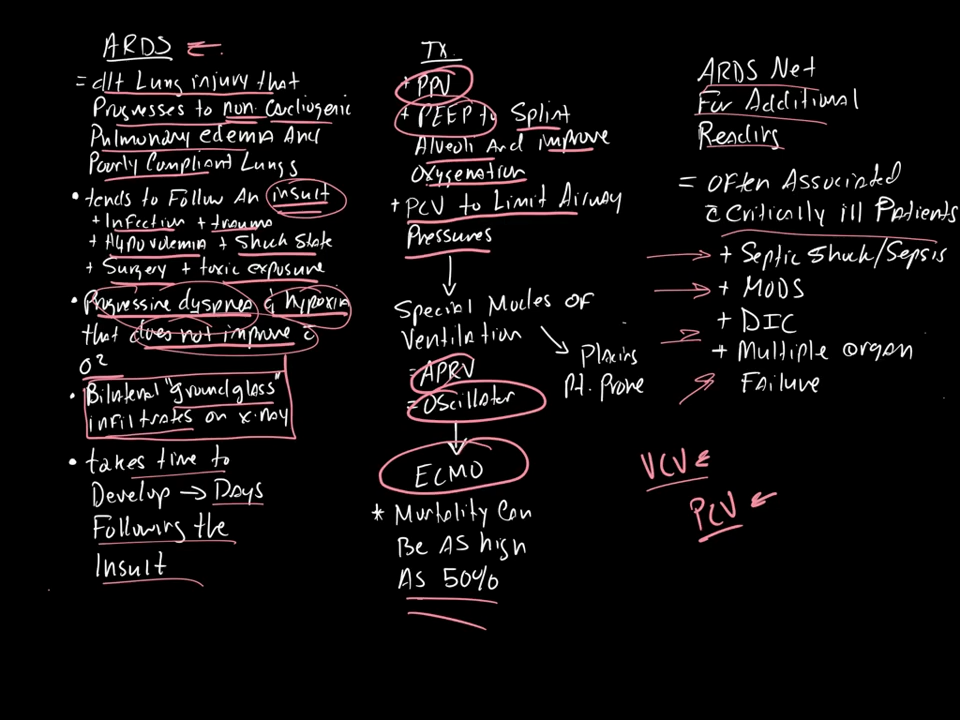 ARDS
= d/t Lung injury that
Progresses to non-Cardiogenic
Pulmonary edema And
Poorly Compliant Lungs
• tends to Follow An insult
+ Infection + trauma
+ Hypovolemia + Shock State
+ Surgery + toxic exposure
• Progressive dyspnea & hypoxia
that does not improve c̄
O2
• Bilateral "groundglass"
infiltrates on x-ray
• takes time to
Develop → Days
Following the
Insult
Tx.
+ PPV
+ PEEP to Splint
Alveoli And improve
Oxygenation
+ PCV to Limit Airway
Pressures
Special Modes of
Ventilation
= APRV
= Oscillator
Placing
Pt. Prone
ECMO
* Mortality Can
Be AS high
As 50%
ARDS Net
For Additional
Reading
= Often Associated
c̄ Critically ill Patients
+ Septic Shock/Sepsis
+ MODS
+ DIC
+ Multiple organ
Failure
VCV
PCV